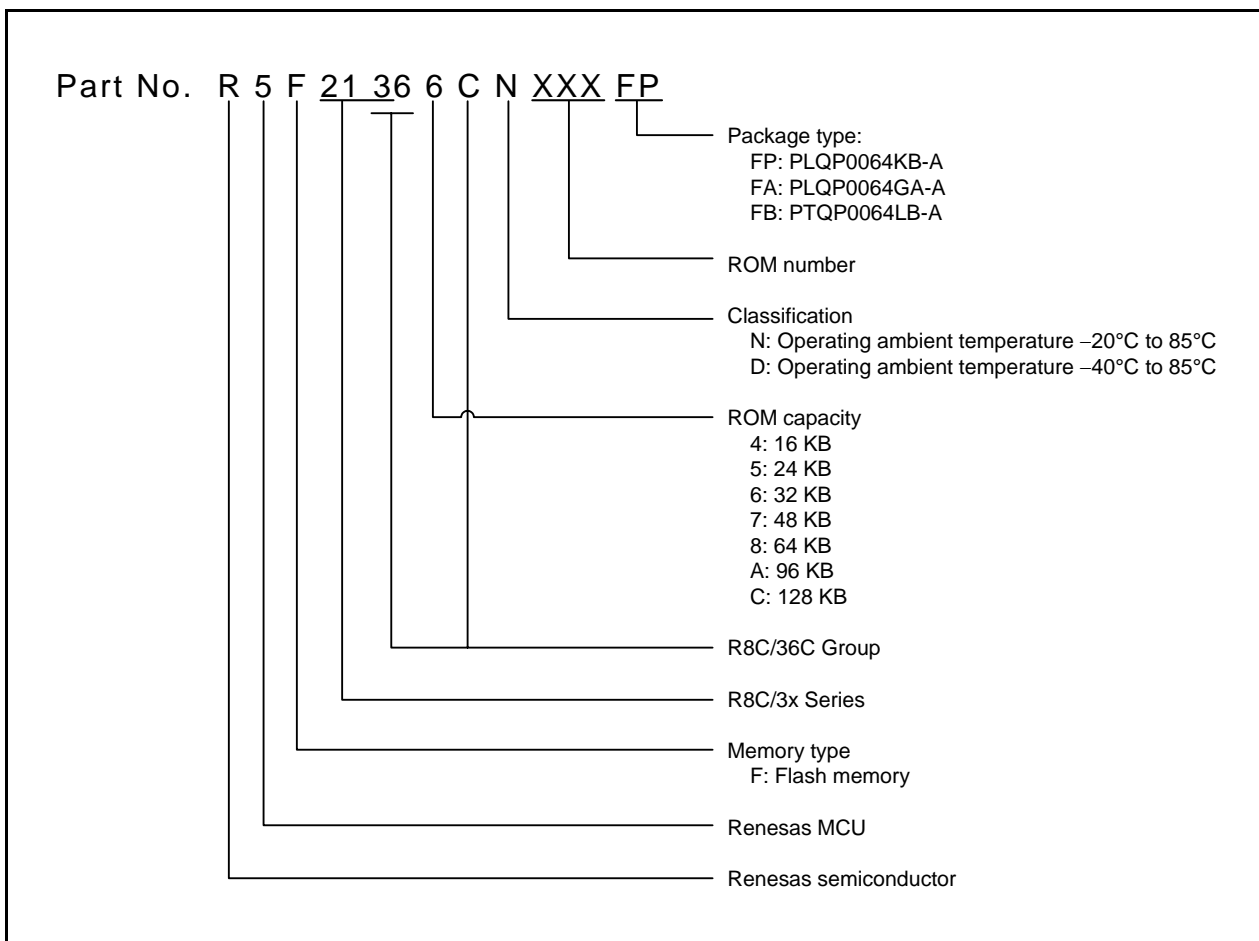 Part No. R 5 F 21 36 6 C N XXX FP
Package type:
FP: PLQP0064KB-A
FA: PLQP0064GA-A
FB: PTQP0064LB-A
ROM number
Classification
N: Operating ambient temperature −20°C to 85°C
D: Operating ambient temperature −40°C to 85°C
ROM capacity
4: 16 KB
5: 24 KB
6: 32 KB
7: 48 KB
8: 64 KB
A: 96 KB
C: 128 KB
R8C/36C Group
R8C/3x Series
Memory type
F: Flash memory
Renesas MCU
Renesas semiconductor